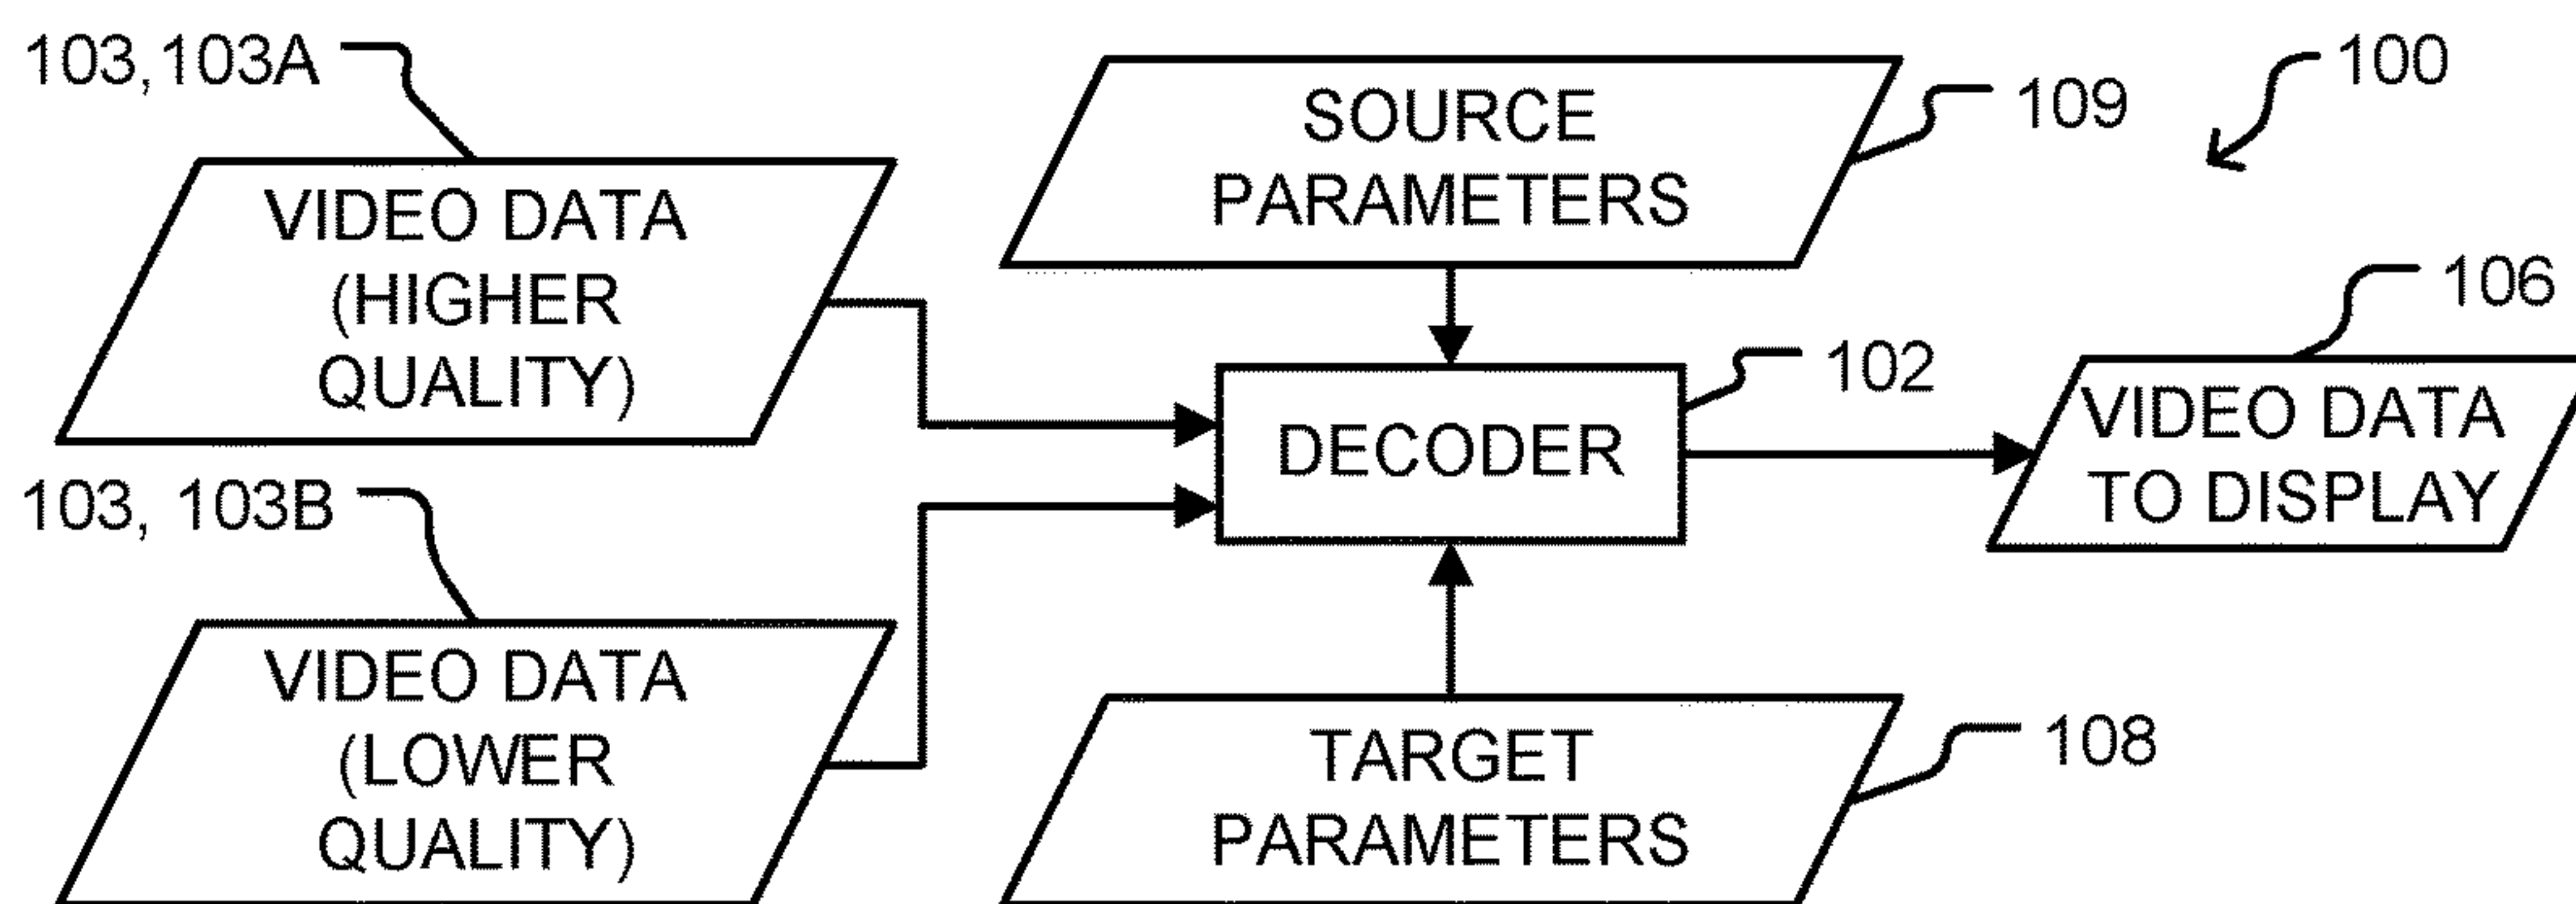 103,103A
VIDEO DATA
(HIGHER
QUALITY)
SOURCE
PARAMETERS
109
100
106
102
DECODER
VIDEO DATA
TO DISPLAY
103, 103B
VIDEO DATA
(LOWER
QUALITY)
TARGET
PARAMETERS
108